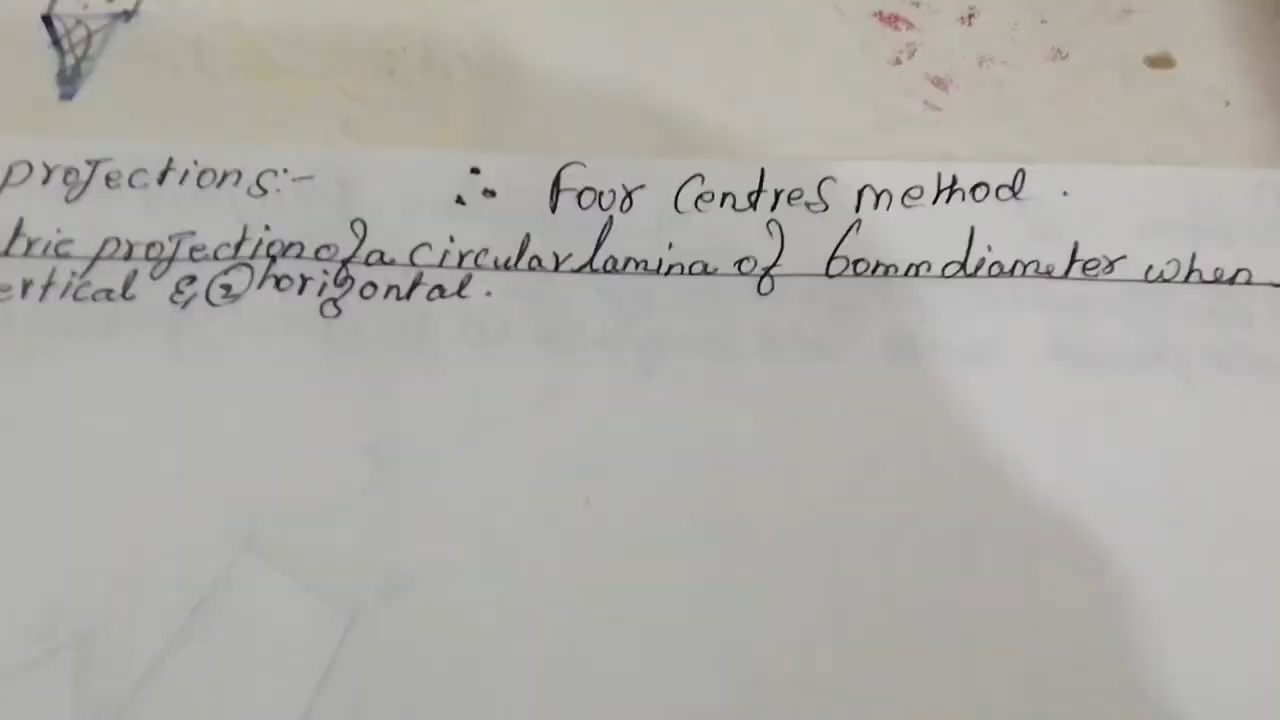 projections:- ∴ Four Centres method.
tric projection of a circular lamina of 60mm diameter when
ertical & ② horizontal.